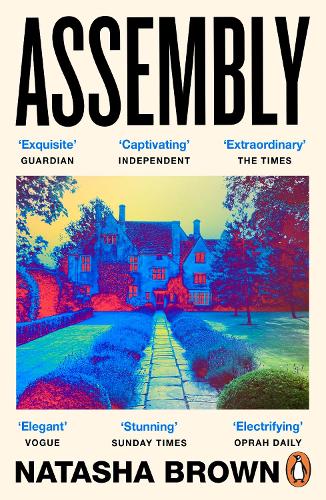 ASSEMBLY
‘Exquisite’ ‘Captivating’ ‘Extraordinary’
GUARDIAN INDEPENDENT THE TIMES
‘Elegant’ ‘Stunning’ ‘Electrifying’
VOGUE SUNDAY TIMES OPRAH DAILY
NATASHA BROWN